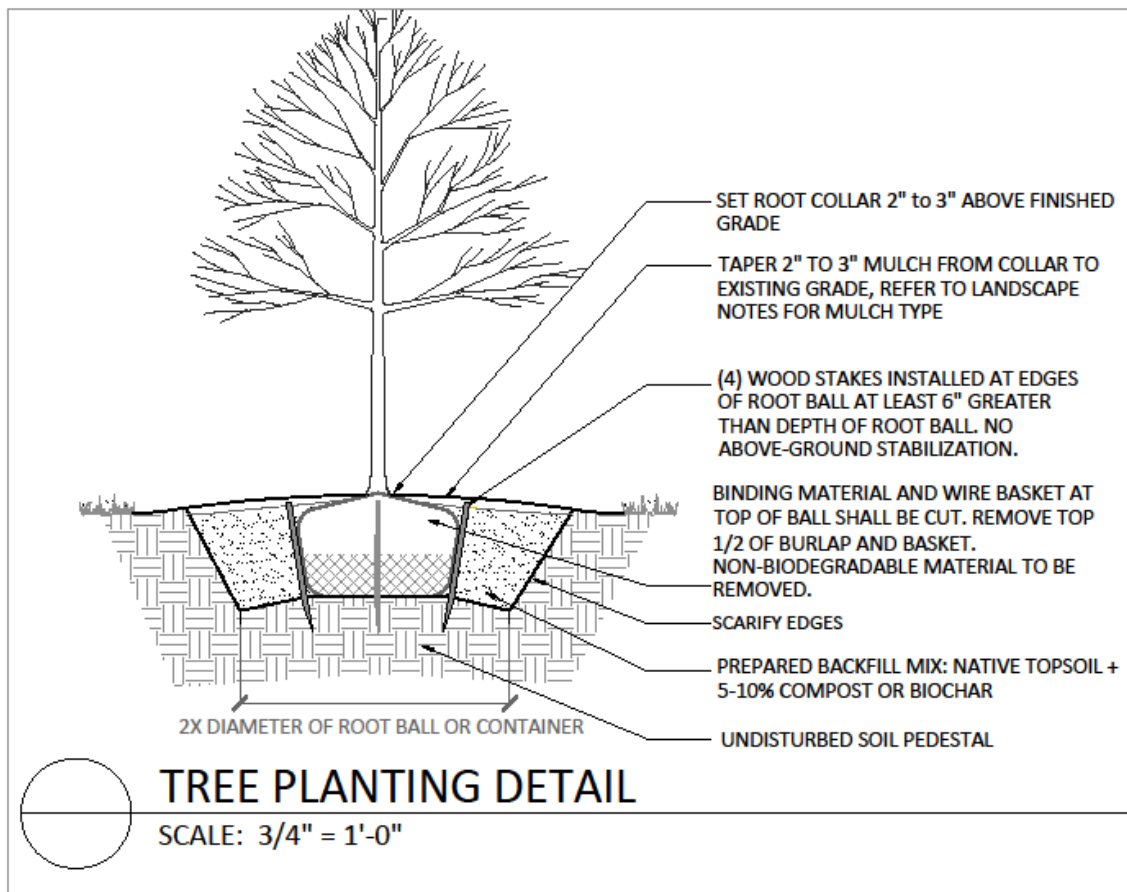 SET ROOT COLLAR 2" to 3" ABOVE FINISHED
GRADE
TAPER 2" TO 3" MULCH FROM COLLAR TO
EXISTING GRADE, REFER TO LANDSCAPE
NOTES FOR MULCH TYPE
(4) WOOD STAKES INSTALLED AT EDGES
OF ROOT BALL AT LEAST 6" GREATER
THAN DEPTH OF ROOT BALL. NO
ABOVE-GROUND STABILIZATION.
BINDING MATERIAL AND WIRE BASKET AT
TOP OF BALL SHALL BE CUT. REMOVE TOP
1/2 OF BURLAP AND BASKET.
NON-BIODEGRADABLE MATERIAL TO BE
REMOVED.
SCARIFY EDGES
PREPARED BACKFILL MIX: NATIVE TOPSOIL +
5-10% COMPOST OR BIOCHAR
UNDISTURBED SOIL PEDESTAL
2X DIAMETER OF ROOT BALL OR CONTAINER
TREE PLANTING DETAIL
SCALE: 3/4" = 1'-0"